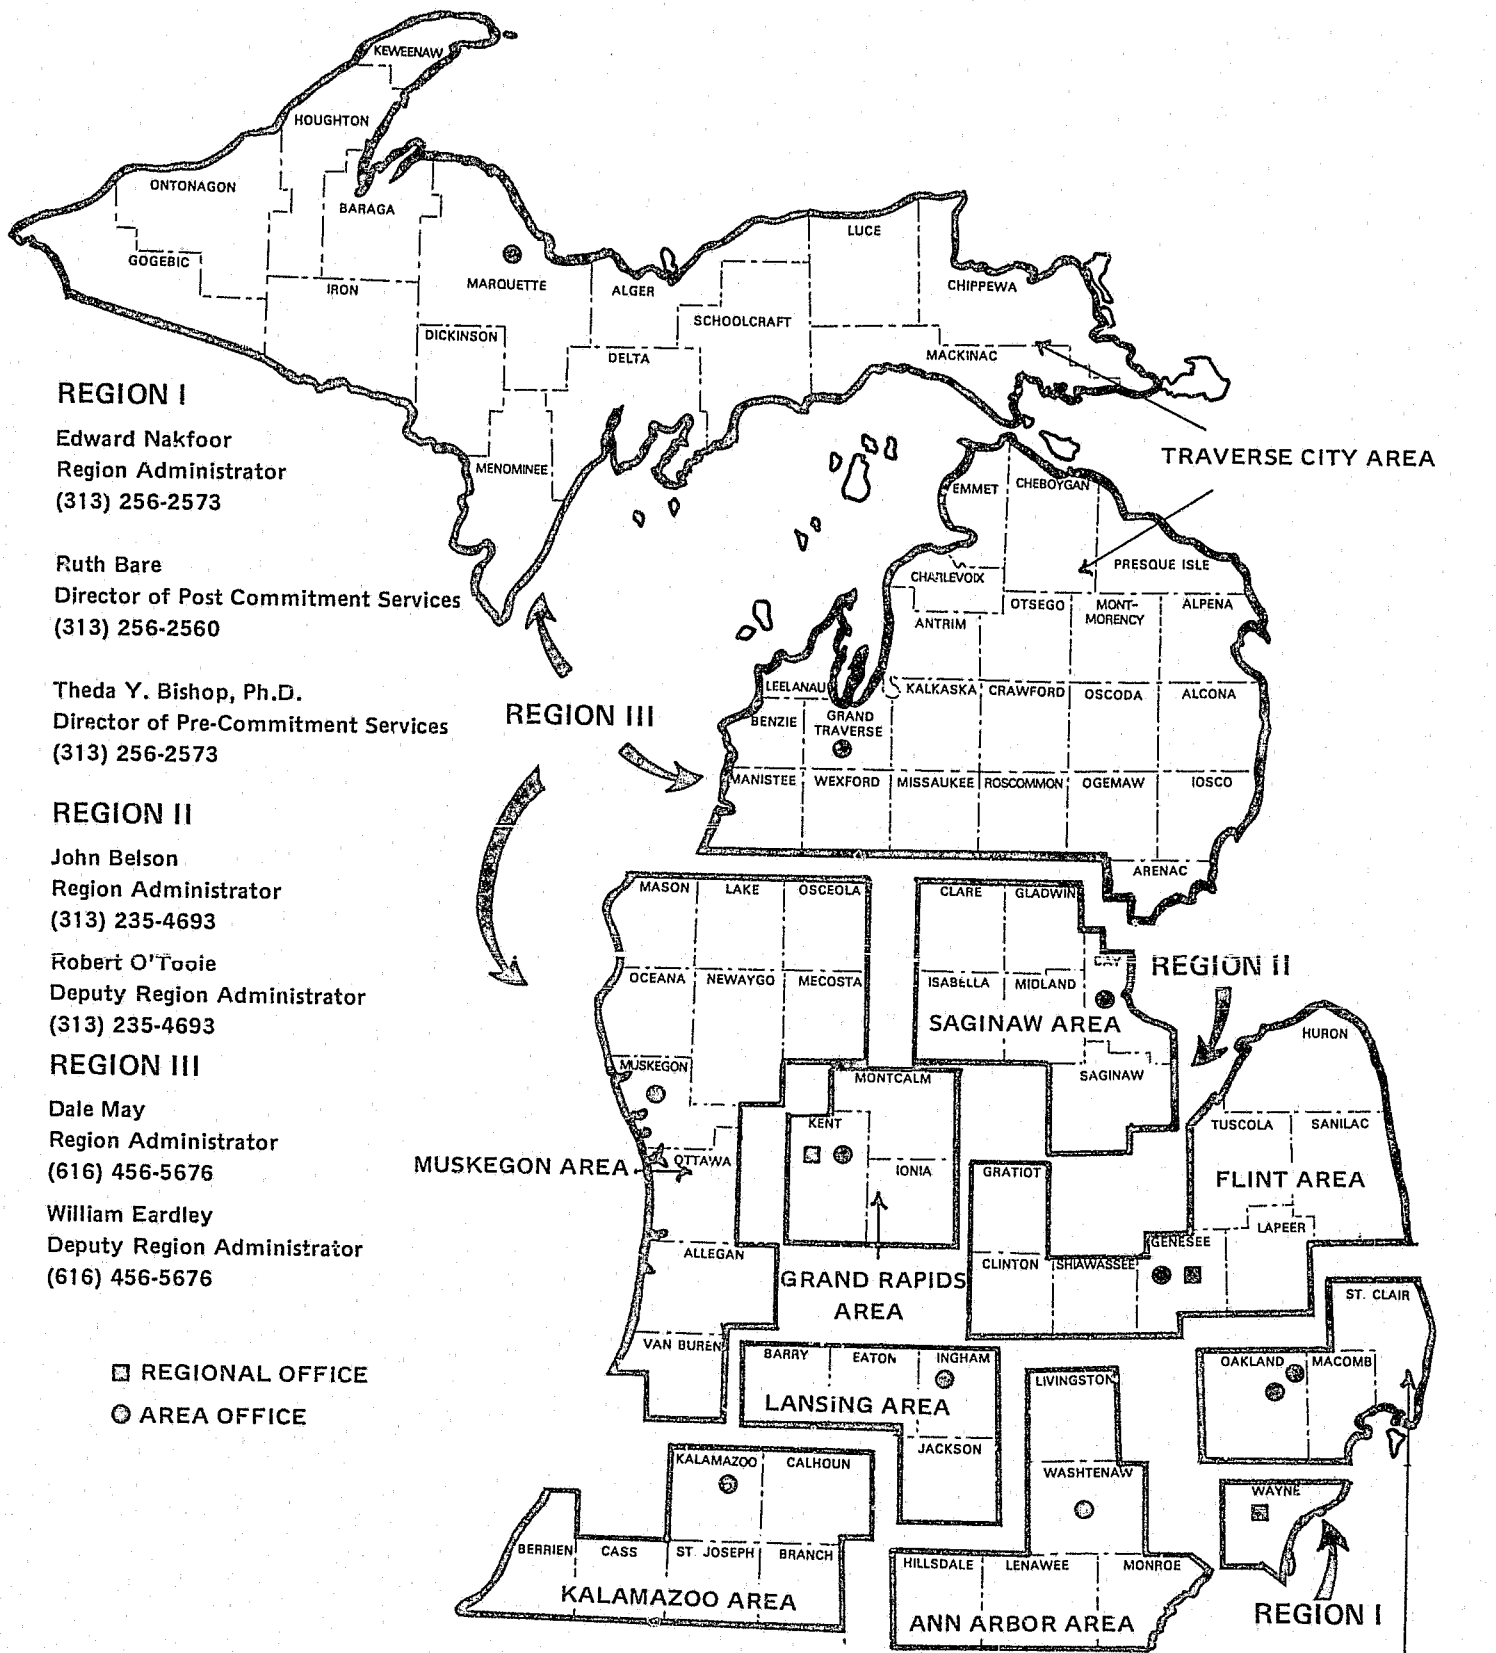 KEWEENAW
HOUGHTON
ONTONAGON
BARAGA
GOGEBIC
IRON
MARQUETTE
ALGER
LUCE
CHIPPEWA
SCHOOLCRAFT
DICKINSON
DELTA
MACKINAC
MENOMINEE
REGION I
Edward Nakfoor
Region Administrator
(313) 256-2573
Ruth Bare
Director of Post Commitment Services
(313) 256-2560
Theda Y. Bishop, Ph.D.
Director of Pre-Commitment Services
(313) 256-2573
REGION II
John Belson
Region Administrator
(313) 235-4693
Robert O'Toole
Deputy Region Administrator
(313) 235-4693
REGION III
Dale May
Region Administrator
(616) 456-5676
William Eardley
Deputy Region Administrator
(616) 456-5676
REGIONAL OFFICE
AREA OFFICE
TRAVERSE CITY AREA
REGION III
EMMET
CHEBOYGAN
PRESQUE ISLE
CHARLEVOIX
ANTRIM
OTSEGO
MONT-
MORENCY
ALPENA
LEELANAU
KALKASKA
CRAWFORD
OSCODA
ALCONA
BENZIE
GRAND
TRAVERSE
MANISTEE
WEXFORD
MISSAUKEE
ROSCOMMON
OGEMAW
IOSCO
ARENAC
MASON
LAKE
OSCEOLA
CLARE
GLADWIN
OCEANA
NEWAYGO
MECOSTA
ISABELLA
MIDLAND
BAY
REGION II
SAGINAW AREA
SAGINAW
HURON
MUSKEGON
MONTCALM
KENT
IONIA
GRATIOT
TUSCOLA
SANILAC
MUSKEGON AREA
OTTAWA
FLINT AREA
LAPEER
GENESEE
ALLEGAN
CLINTON
SHIAWASSEE
GRAND RAPIDS
AREA
ST. CLAIR
VAN BUREN
BARRY
EATON
INGHAM
LANSING AREA
JACKSON
LIVINGSTON
OAKLAND
MACOMB
KALAMAZOO
CALHOUN
WASHTENAW
WAYNE
BERRIEN
CASS
ST. JOSEPH
BRANCH
KALAMAZOO AREA
HILLSDALE
LENAWEE
MONROE
ANN ARBOR AREA
REGION I